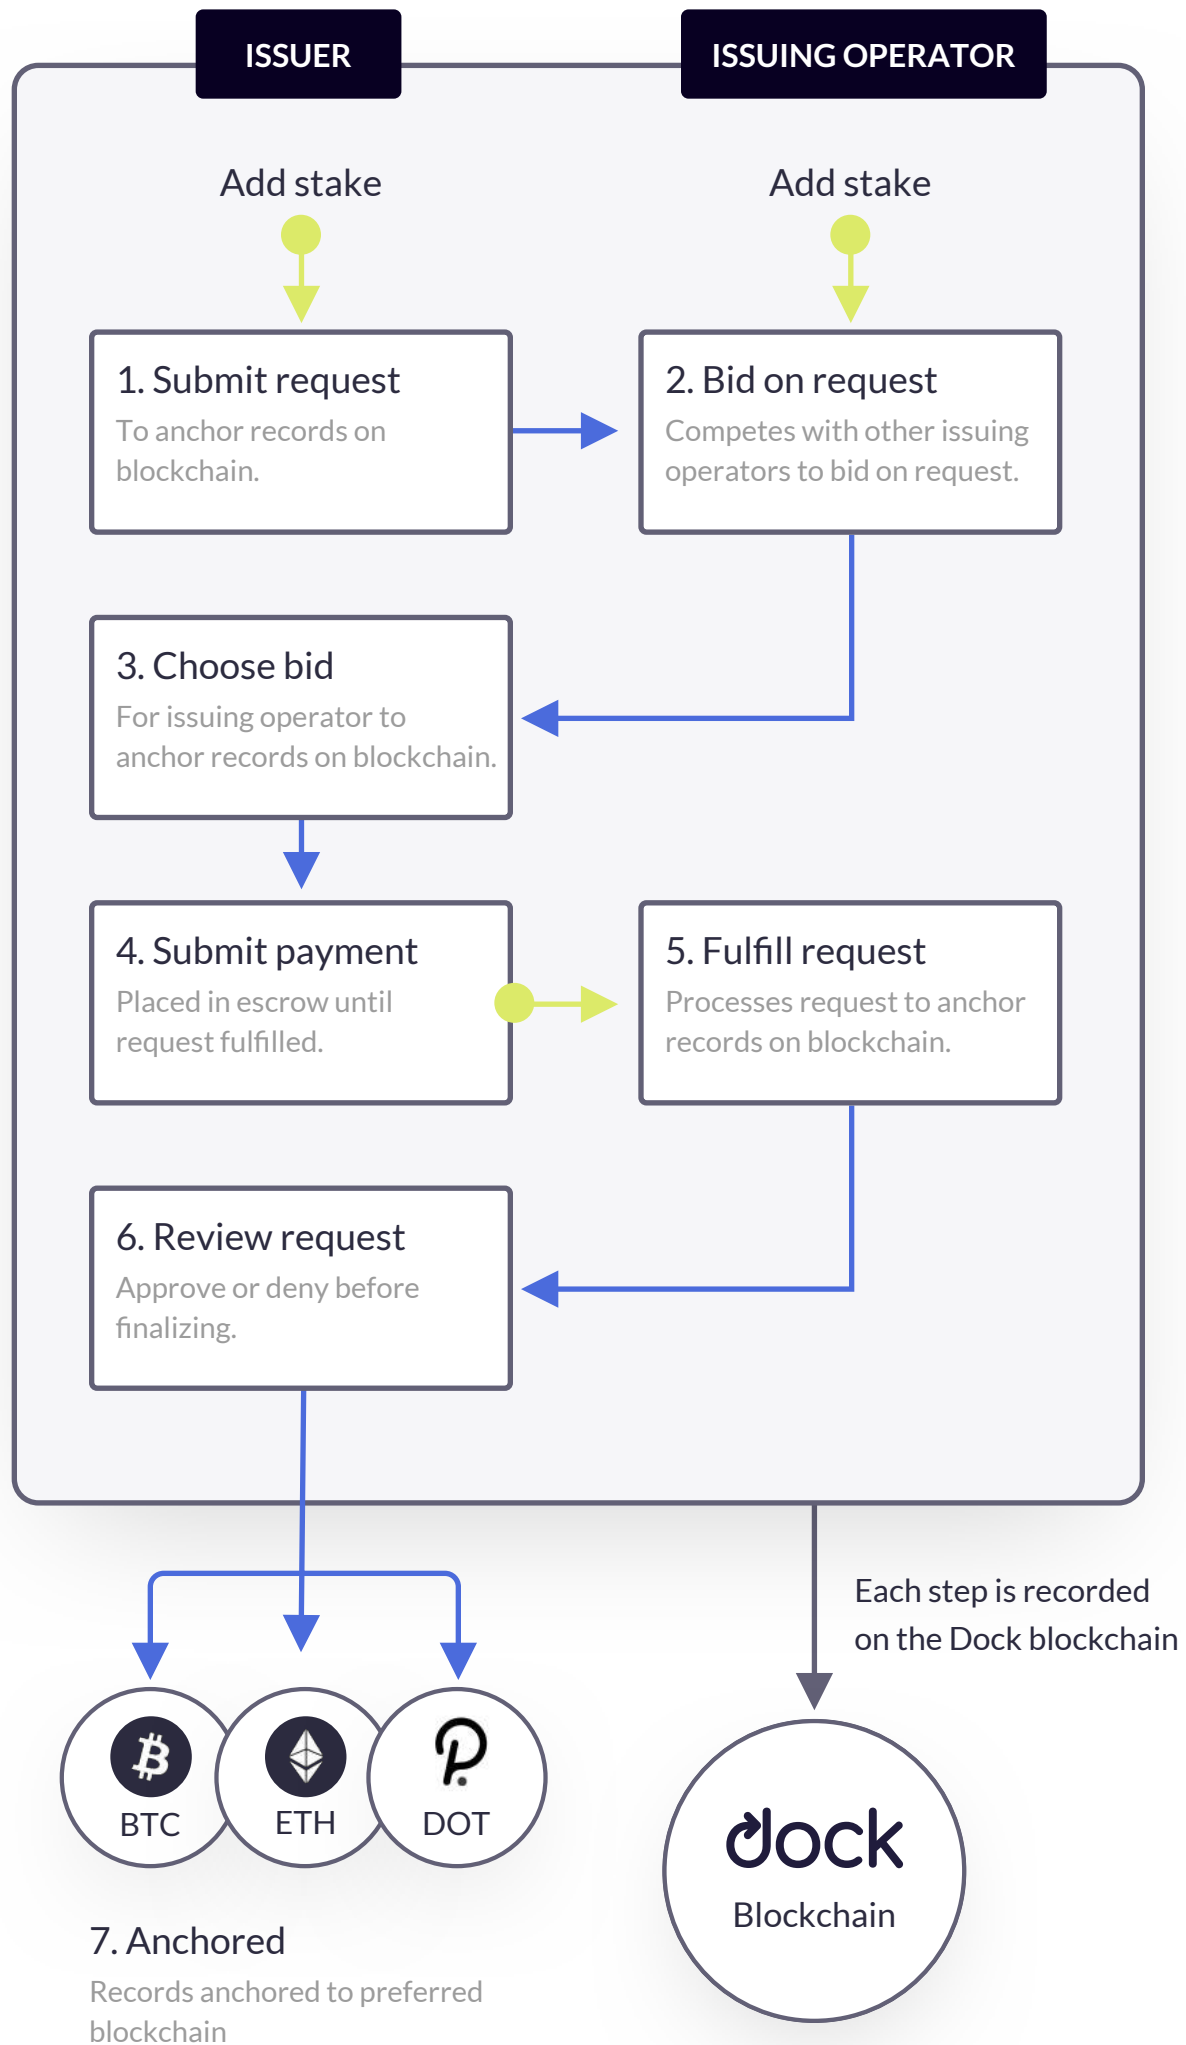 ISSUER
ISSUING OPERATOR
Add stake
Add stake
1. Submit request
To anchor records on
blockchain.
2. Bid on request
Competes with other issuing
operators to bid on request.
3. Choose bid
For issuing operator to
anchor records on blockchain.
4. Submit payment
Placed in escrow until
request fulfilled.
5. Fulfill request
Processes request to anchor
records on blockchain.
6. Review request
Approve or deny before
finalizing.
Each step is recorded
on the Dock blockchain
BTC
ETH
DOT
dock
Blockchain
7. Anchored
Records anchored to preferred
blockchain